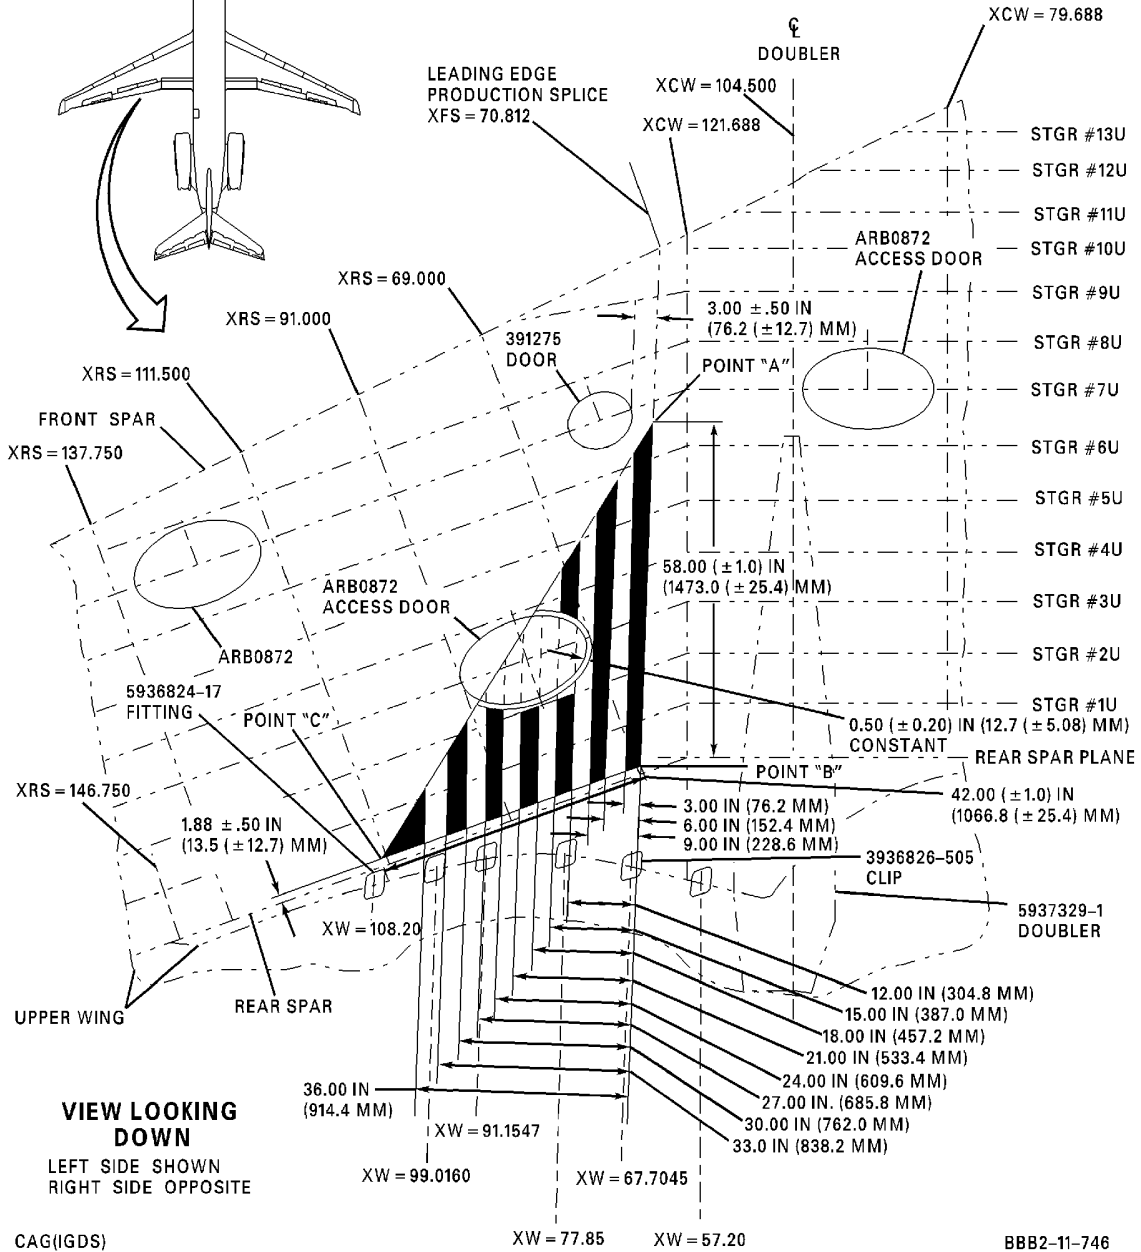 XCW = 79.688
℄
DOUBLER
LEADING EDGE
PRODUCTION SPLICE
XFS = 70.812
XCW = 104.500
XCW = 121.688
STGR #13U
STGR #12U
STGR #11U
STGR #10U
ARB0872
ACCESS DOOR
XRS = 69.000
STGR #9U
XRS = 91.000
3.00 ±.50 IN
(76.2 (±12.7) MM)
391275
DOOR
STGR #8U
POINT "A"
XRS = 111.500
STGR #7U
FRONT SPAR
XRS = 137.750
STGR #6U
STGR #5U
STGR #4U
58.00 (±1.0) IN
(1473.0 (±25.4) MM)
ARB0872
ACCESS DOOR
STGR #3U
ARB0872
STGR #2U
5936824-17
FITTING
POINT "C"
STGR #1U
0.50 (±0.20) IN (12.7 (±5.08) MM)
CONSTANT
REAR SPAR PLANE
POINT "B"
XRS = 146.750
42.00 (±1.0) IN
(1066.8 (±25.4) MM)
3.00 IN (76.2 MM)
6.00 IN (152.4 MM)
9.00 IN (228.6 MM)
1.88 ±.50 IN
(13.5 (±12.7) MM)
3936826-505
CLIP
XW = 108.20
5937329-1
DOUBLER
REAR SPAR
UPPER WING
12.00 IN (304.8 MM)
15.00 IN (387.0 MM)
18.00 IN (457.2 MM)
21.00 IN (533.4 MM)
24.00 IN (609.6 MM)
27.00 IN. (685.8 MM)
30.00 IN (762.0 MM)
33.0 IN (838.2 MM)
36.00 IN
(914.4 MM)
VIEW LOOKING
DOWN
LEFT SIDE SHOWN
RIGHT SIDE OPPOSITE
XW = 91.1547
XW = 99.0160
XW = 67.7045
XW = 77.85
XW = 57.20
CAG(IGDS)
BBB2-11-746